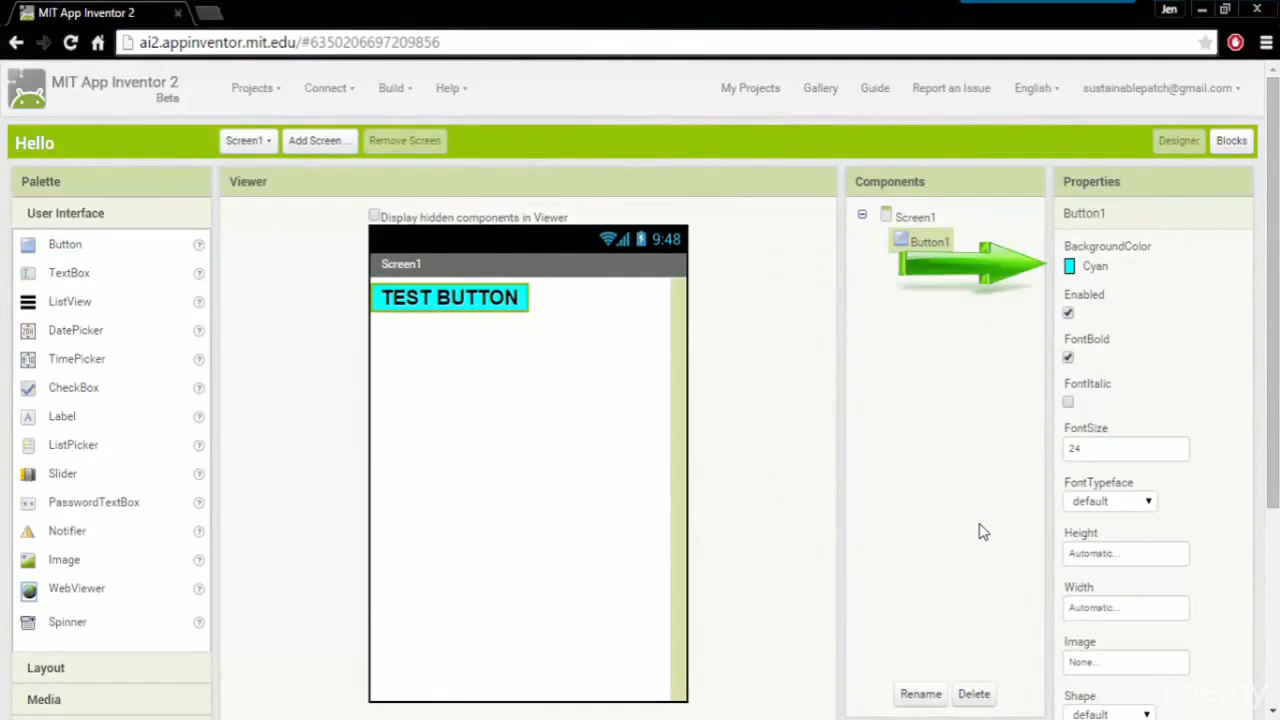 MIT App Inventor 2
Jen
ai2.appinventor.mit.edu/#6350206697209856
MIT App Inventor 2
Beta
Projects
Connect
Build
Help
My Projects
Gallery
Guide
Report an Issue
English
sustainablepatch@gmail.com
Hello
Screen1
Add Screen ...
Remove Screen
Designer
Blocks
Palette
User Interface
Button
TextBox
ListView
DatePicker
TimePicker
CheckBox
Label
ListPicker
Slider
PasswordTextBox
Notifier
Image
WebViewer
Spinner
Layout
Media
Viewer
Display hidden components in Viewer
9:48
Screen1
TEST BUTTON
Components
Screen1
Button1
Rename
Delete
Properties
Button1
BackgroundColor
Cyan
Enabled
FontBold
FontItalic
FontSize
24
FontTypeface
default
Height
Automatic...
Width
Automatic...
Image
None...
Shape
default
udemy